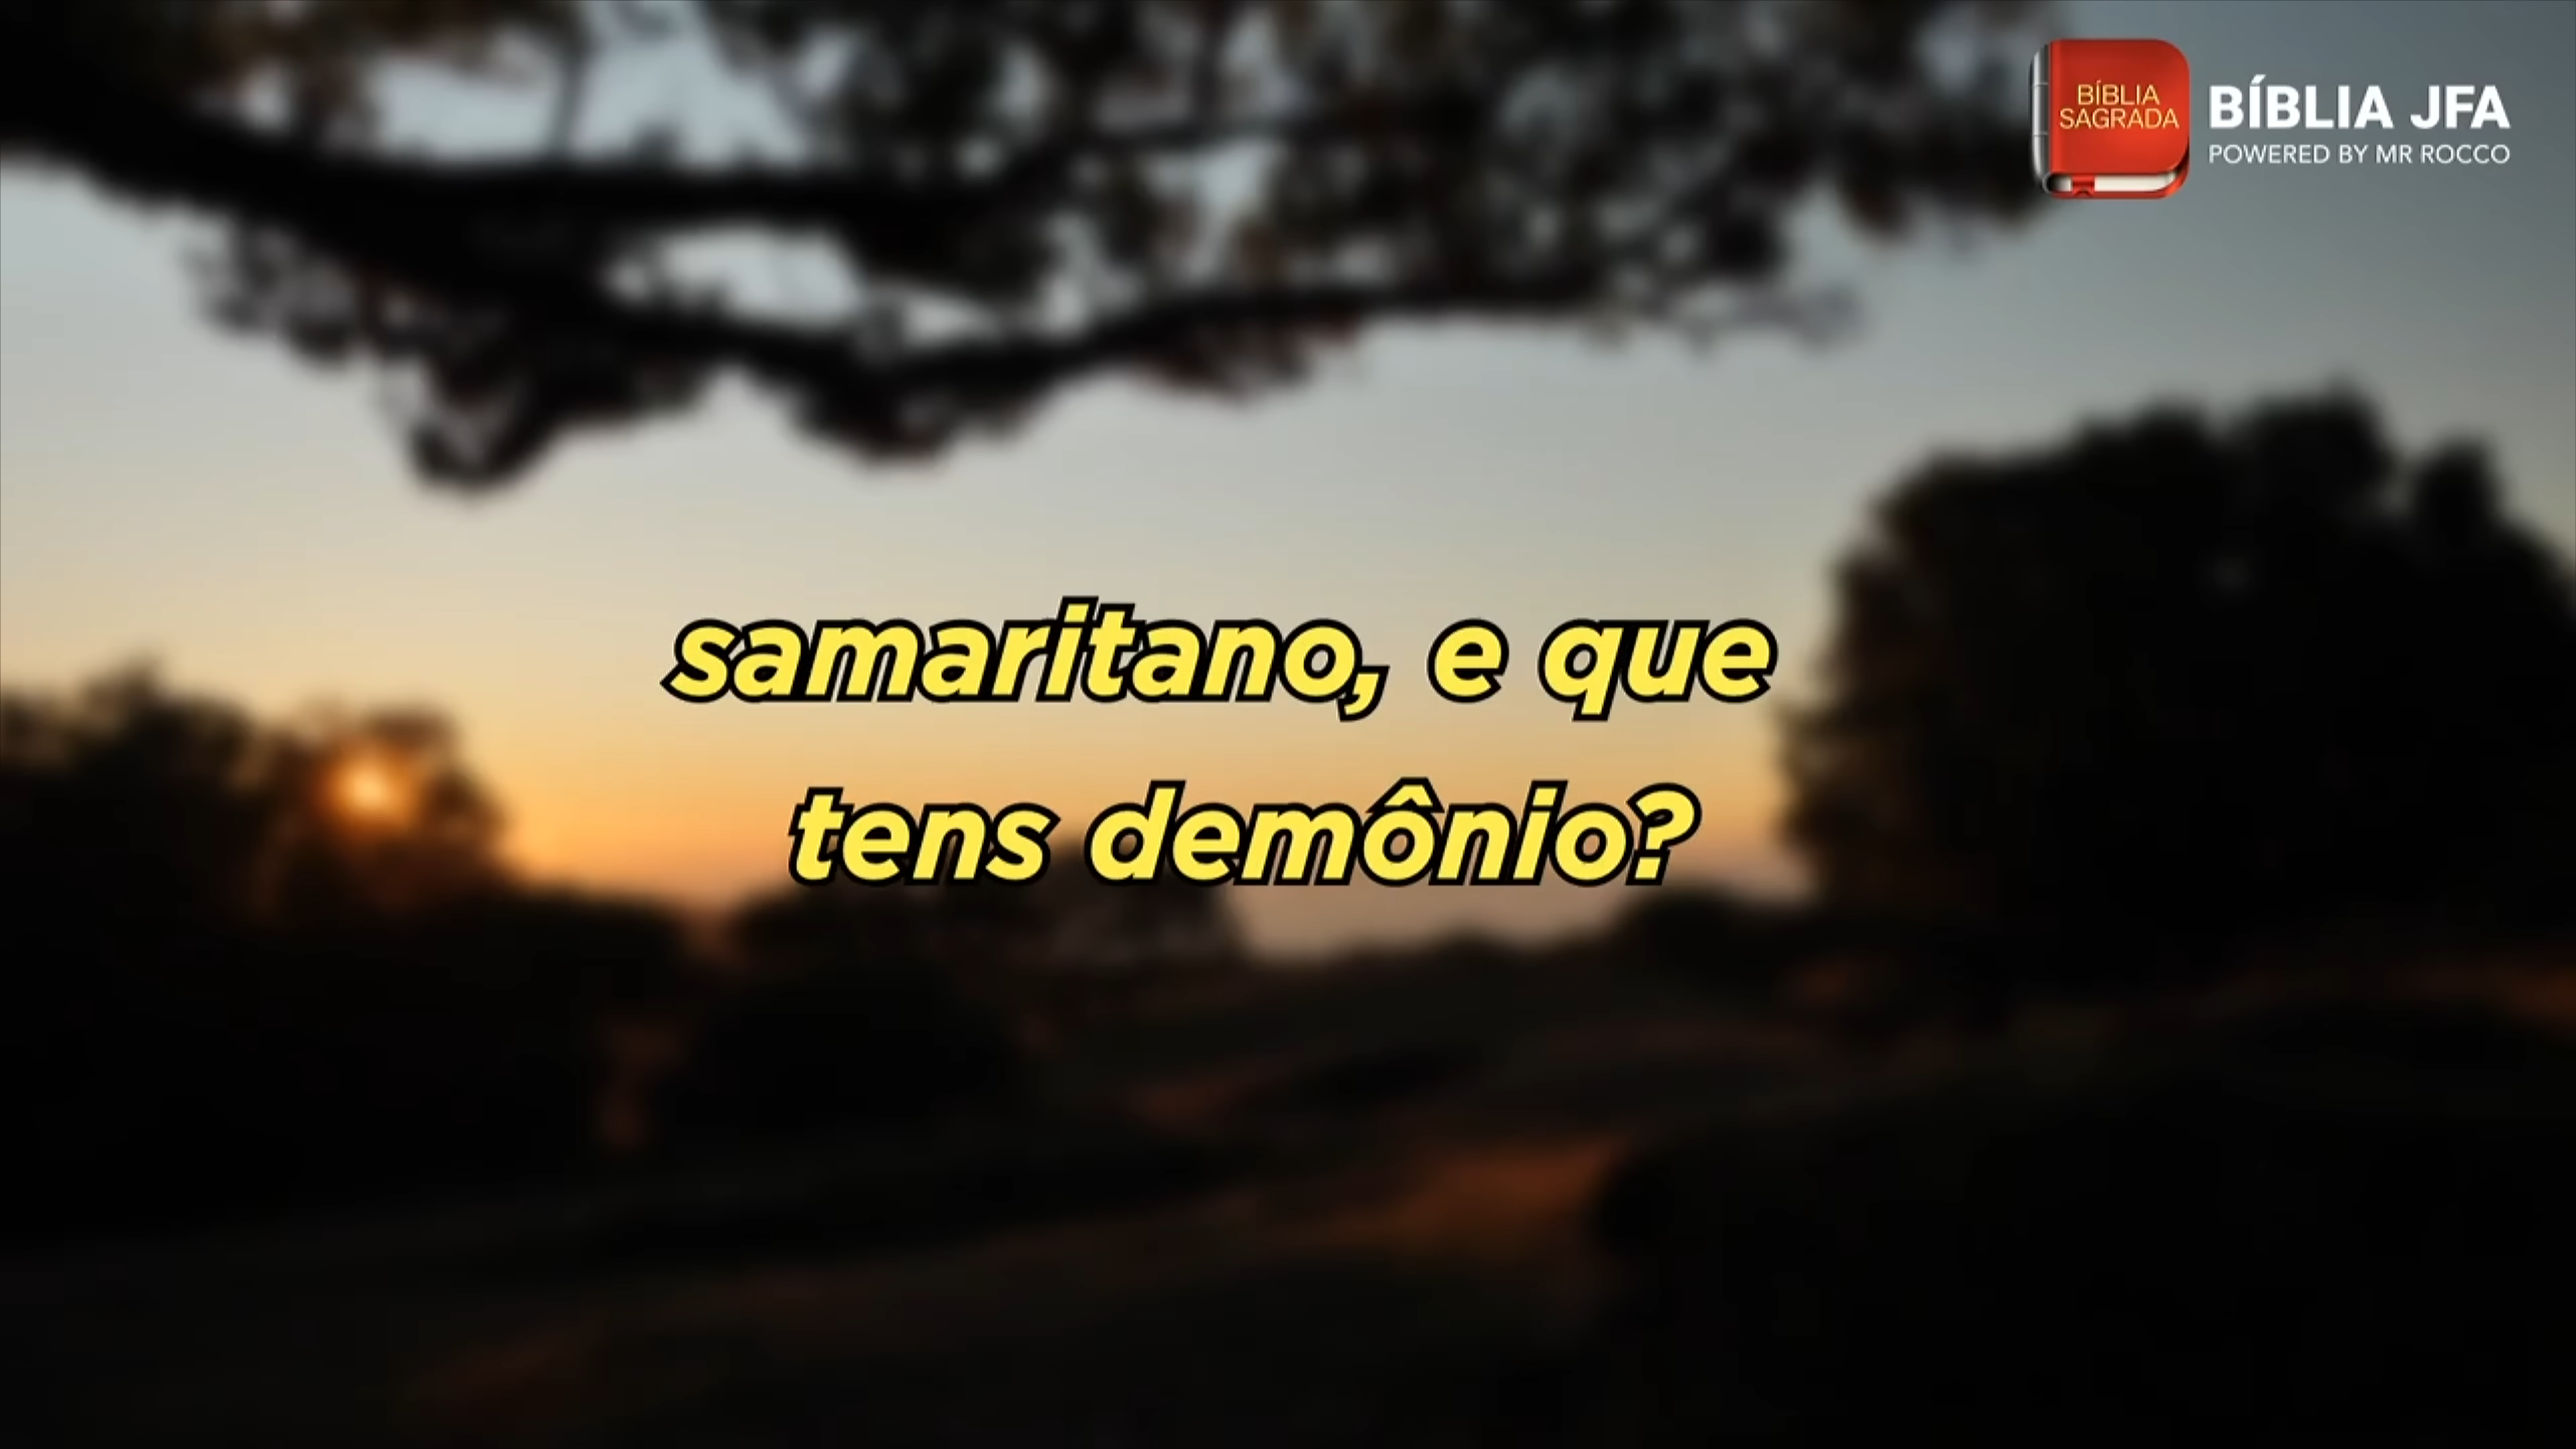 BÍBLIA
SAGRADA
BÍBLIA JFA
POWERED BY MR ROCCO
samaritano, e que
tens demônio?